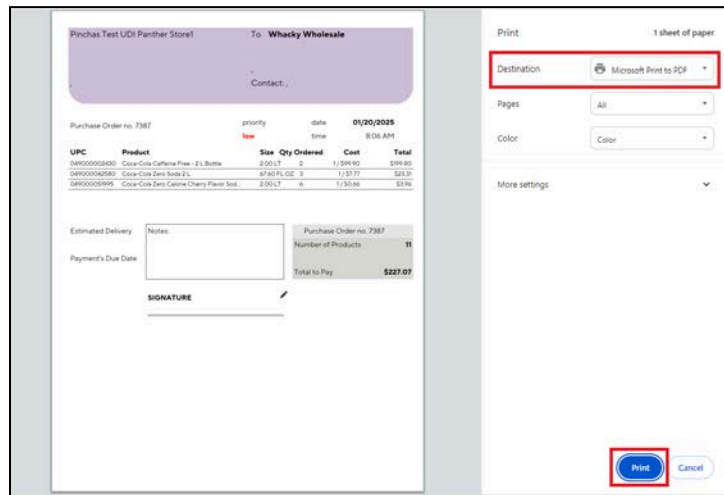 Pinchas Test UDI Panther Store1 To Whacky Wholesale
,
, Contact: ,
Purchase Order no. 7387 priority date 01/20/2025
low time 8:06 AM
UPC Product Size Qty Ordered Cost Total
049000002430 Coca-Cola Caffeine Free - 2 L Bottle 2.00 LT 2 1/ $99.90 $199.80
049000042580 Coca-Cola Zero Soda 2 L 67.60 FL OZ 3 1/ $7.77 $23.31
049000051995 Coca-Cola Zero Calorie Cherry Flavor Sod... 2.00 LT 6 1/ $0.66 $3.96
Estimated Delivery Notes: Purchase Order no. 7387
Number of Products 11
Payment's Due Date
Total to Pay $227.07
SIGNATURE
Print 1 sheet of paper
Destination Microsoft Print to PDF
Pages All
Color Color
More settings
Print Cancel